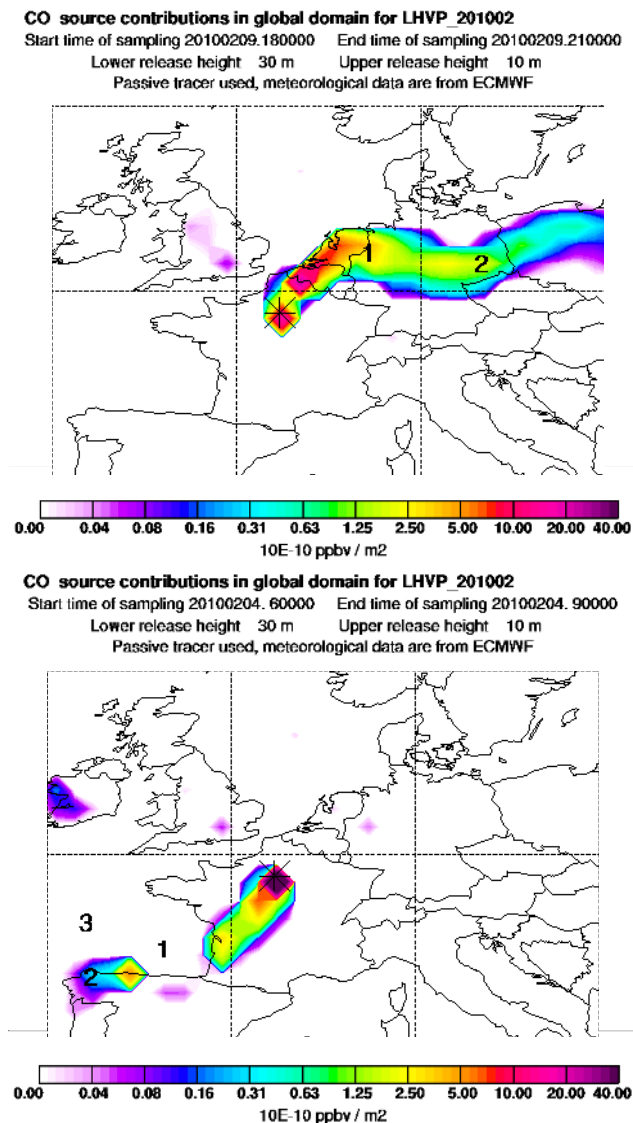 CO source contributions in global domain for LHVP_201002
Start time of sampling 20100209.180000 End time of sampling 20100209.210000
Lower release height 30 m Upper release height 10 m
Passive tracer used, meteorological data are from ECMWF
1
2
0.00 0.04 0.08 0.16 0.31 0.63 1.25 2.50 5.00 10.00 20.00 40.00
10E-10 ppbv / m2
CO source contributions in global domain for LHVP_201002
Start time of sampling 20100204. 60000 End time of sampling 20100204. 90000
Lower release height 30 m Upper release height 10 m
Passive tracer used, meteorological data are from ECMWF
3
1
2
0.00 0.04 0.08 0.16 0.31 0.63 1.25 2.50 5.00 10.00 20.00 40.00
10E-10 ppbv / m2